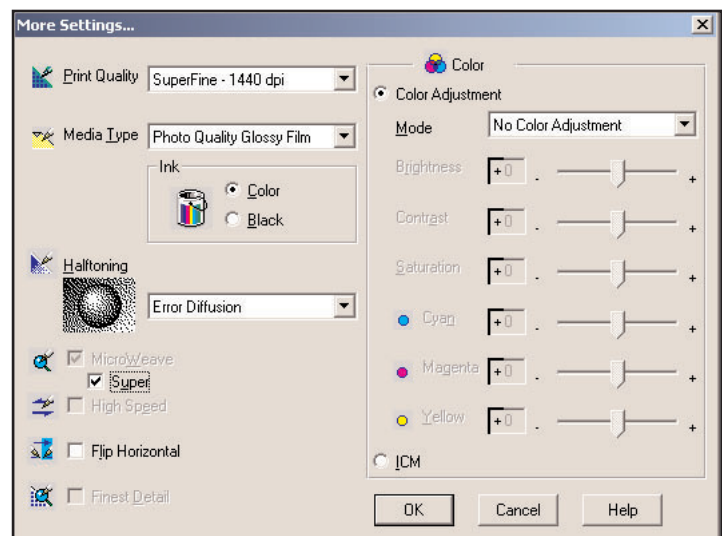 More Settings...
Print Quality
SuperFine - 1440 dpi
Media Type
Photo Quality Glossy Film
Ink
Color
Black
Halftoning
Error Diffusion
MicroWeave
Super
High Speed
Flip Horizontal
Finest Detail
Color
Color Adjustment
Mode
No Color Adjustment
Brightness +0 - +
Contrast +0 - +
Saturation +0 - +
Cyan +0 - +
Magenta +0 - +
Yellow +0 - +
ICM
OK
Cancel
Help